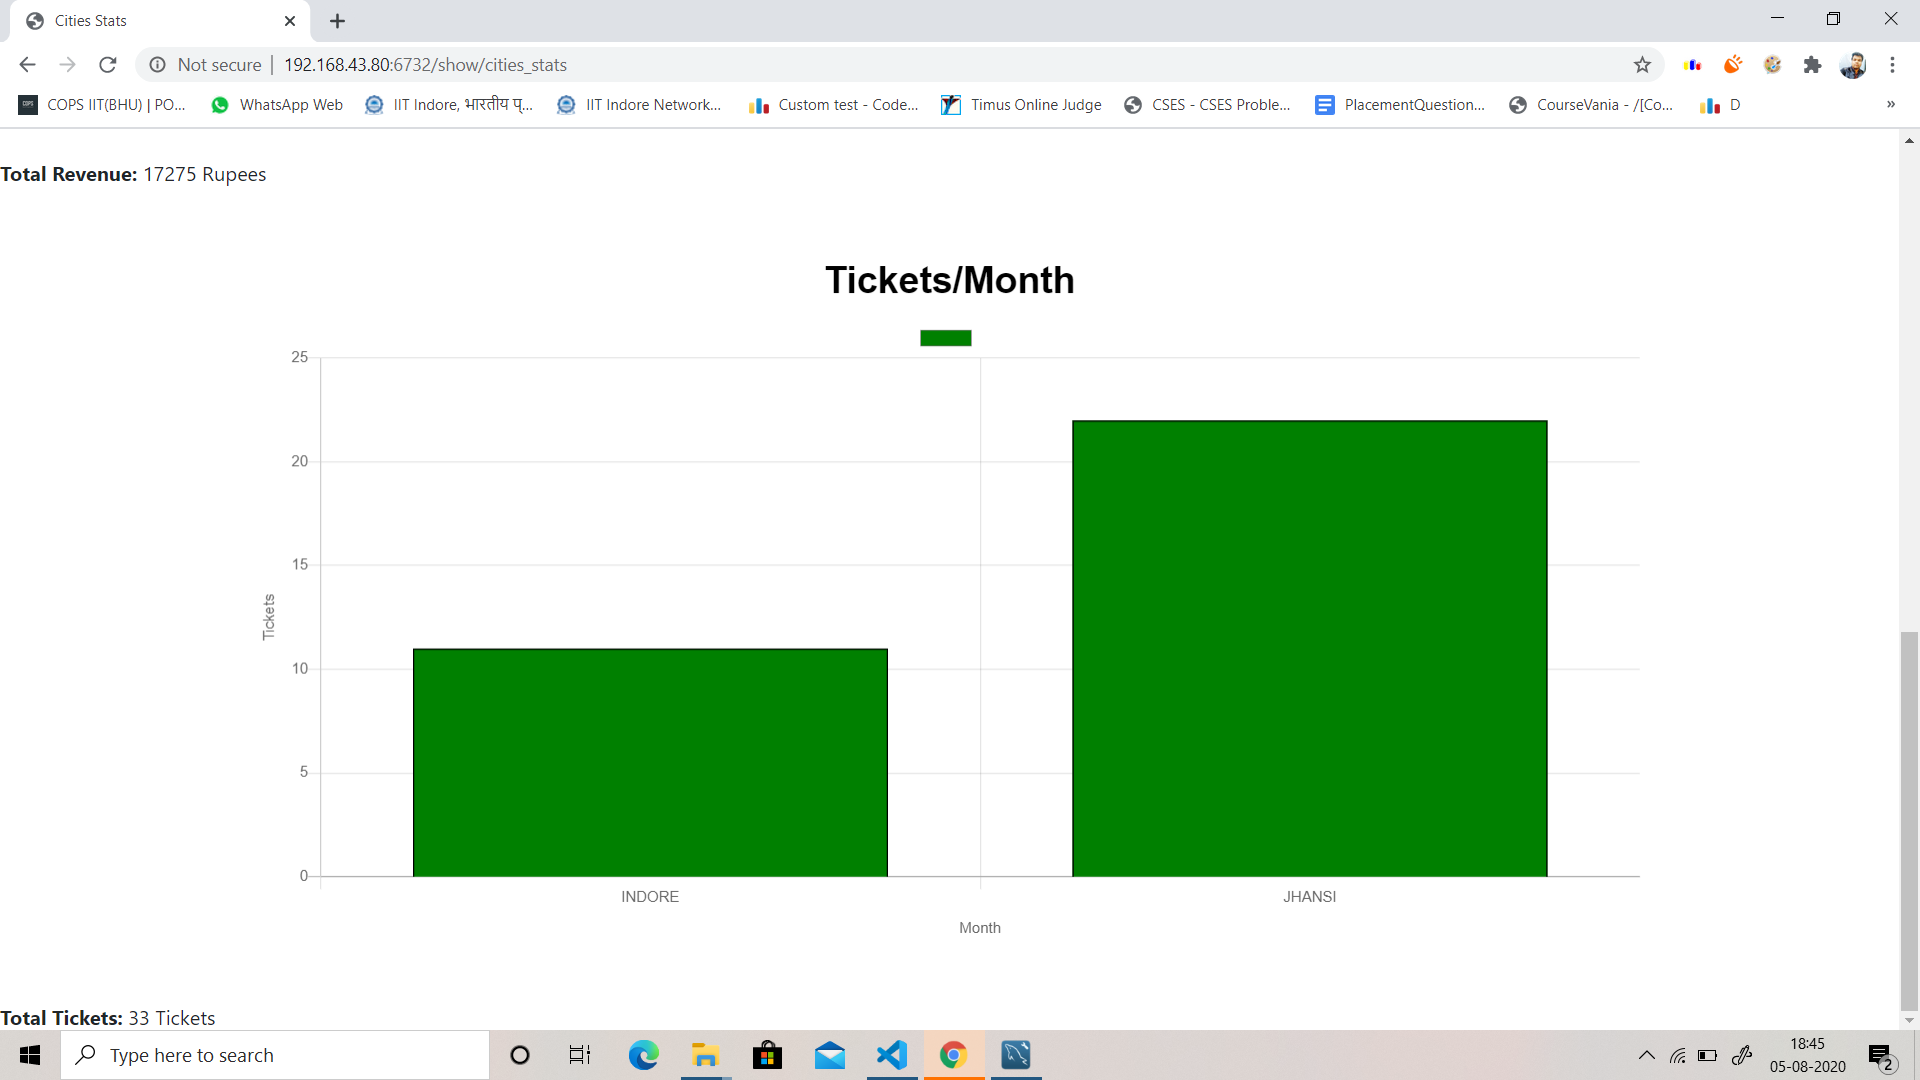 Cities Stats
Not secure | 192.168.43.80:6732/show/cities_stats
COPS IIT(BHU) | PO... WhatsApp Web IIT Indore, भारतीय प्... IIT Indore Network... Custom test - Code... Timus Online Judge CSES - CSES Proble... PlacementQuestion... CourseVania - /[Co... D »
Total Revenue: 17275 Rupees
Tickets/Month
25
20
15
10
5
0
Tickets
INDORE JHANSI
Month
Total Tickets: 33 Tickets
Type here to search
18:45
05-08-2020
2